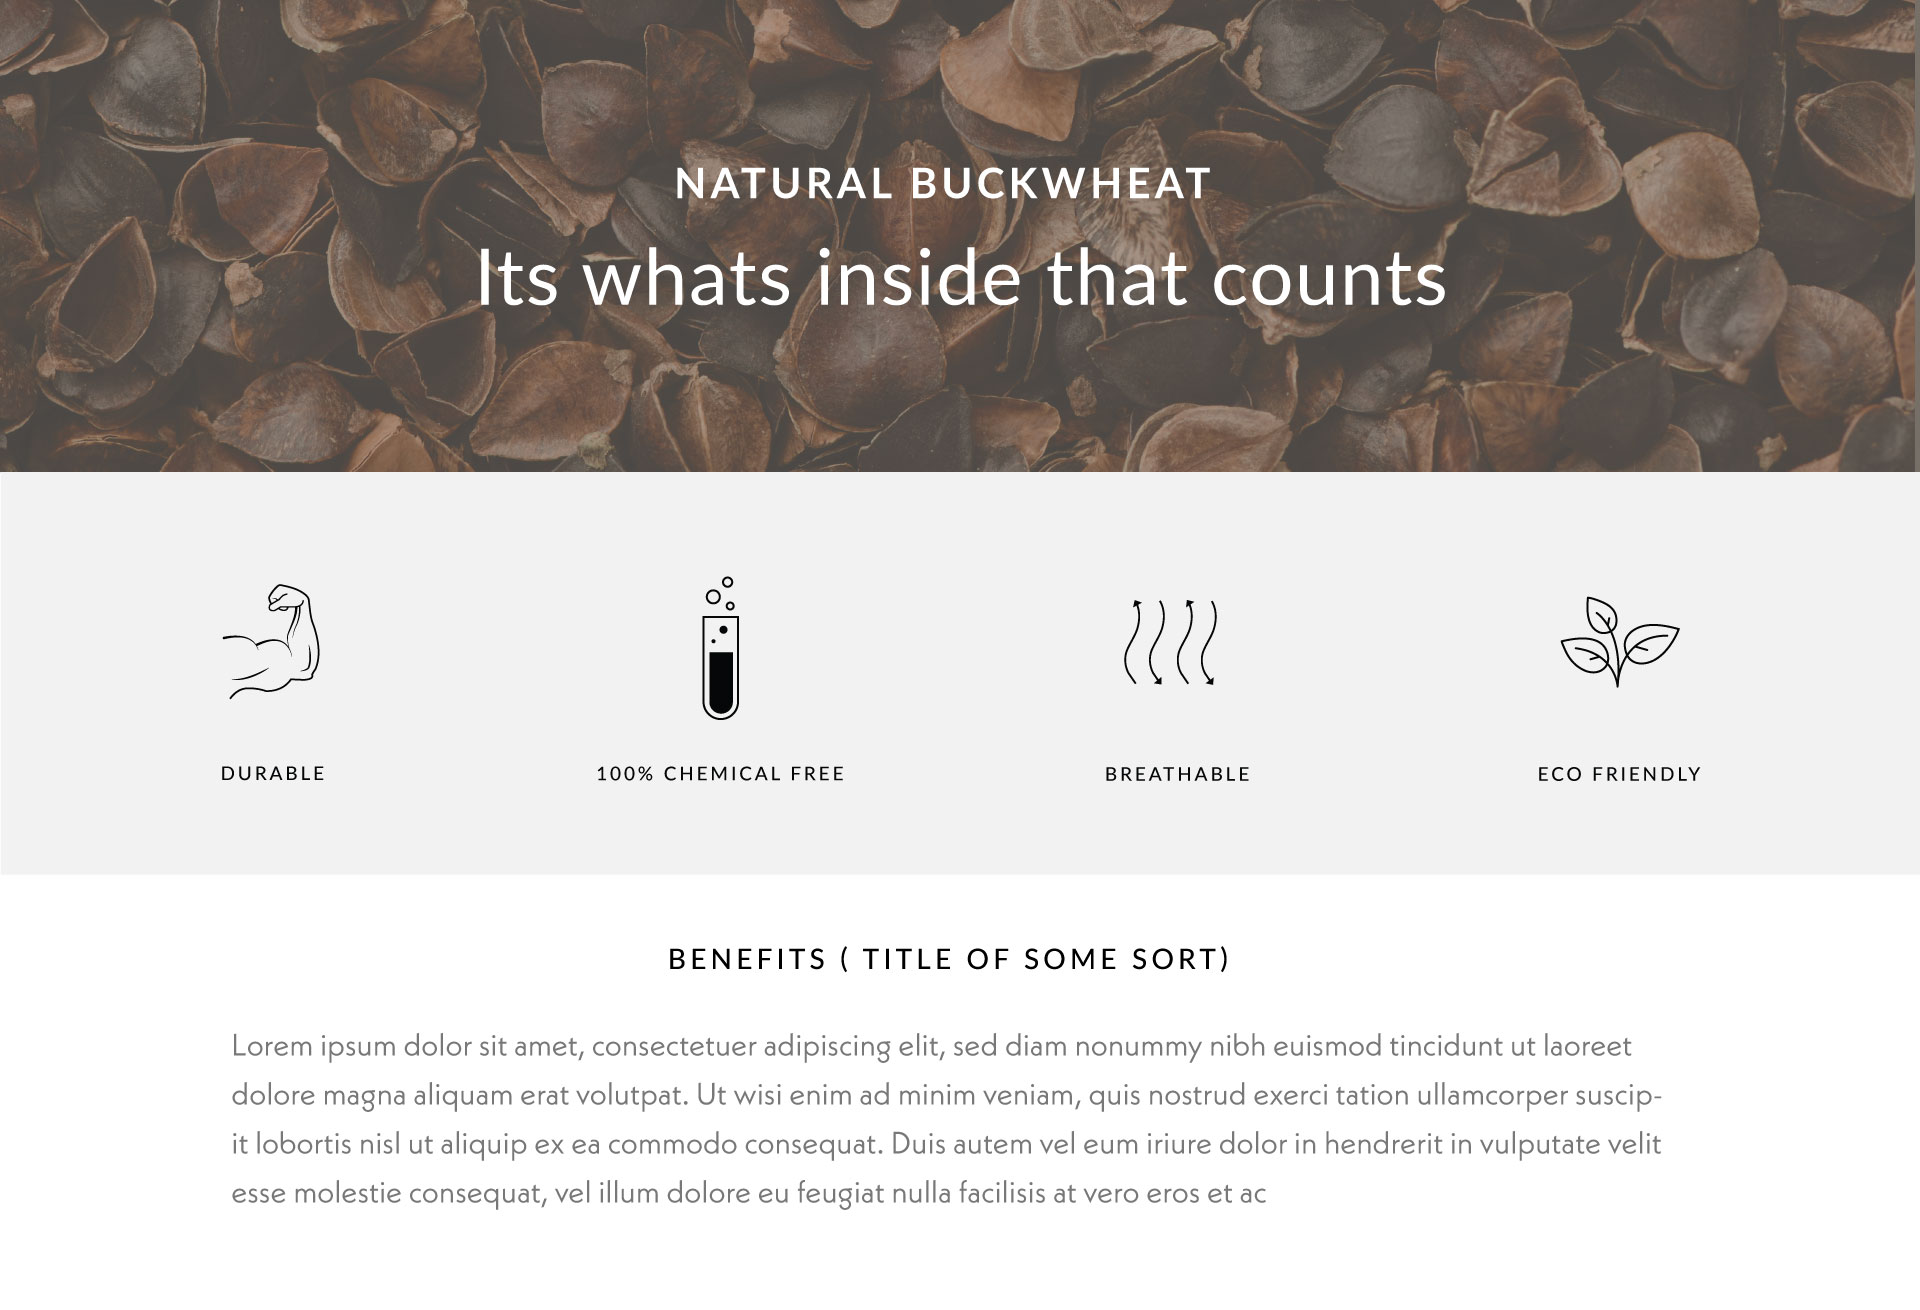 NATURAL BUCKWHEAT
Its whats inside that counts
DURABLE
100% CHEMICAL FREE
BREATHABLE
ECO FRIENDLY
BENEFITS ( TITLE OF SOME SORT)
Lorem ipsum dolor sit amet, consectetuer adipiscing elit, sed diam nonummy nibh euismod tincidunt ut laoreet
dolore magna aliquam erat volutpat. Ut wisi enim ad minim veniam, quis nostrud exerci tation ullamcorper suscip-
it lobortis nisl ut aliquip ex ea commodo consequat. Duis autem vel eum iriure dolor in hendrerit in vulputate velit
esse molestie consequat, vel illum dolore eu feugiat nulla facilisis at vero eros et ac